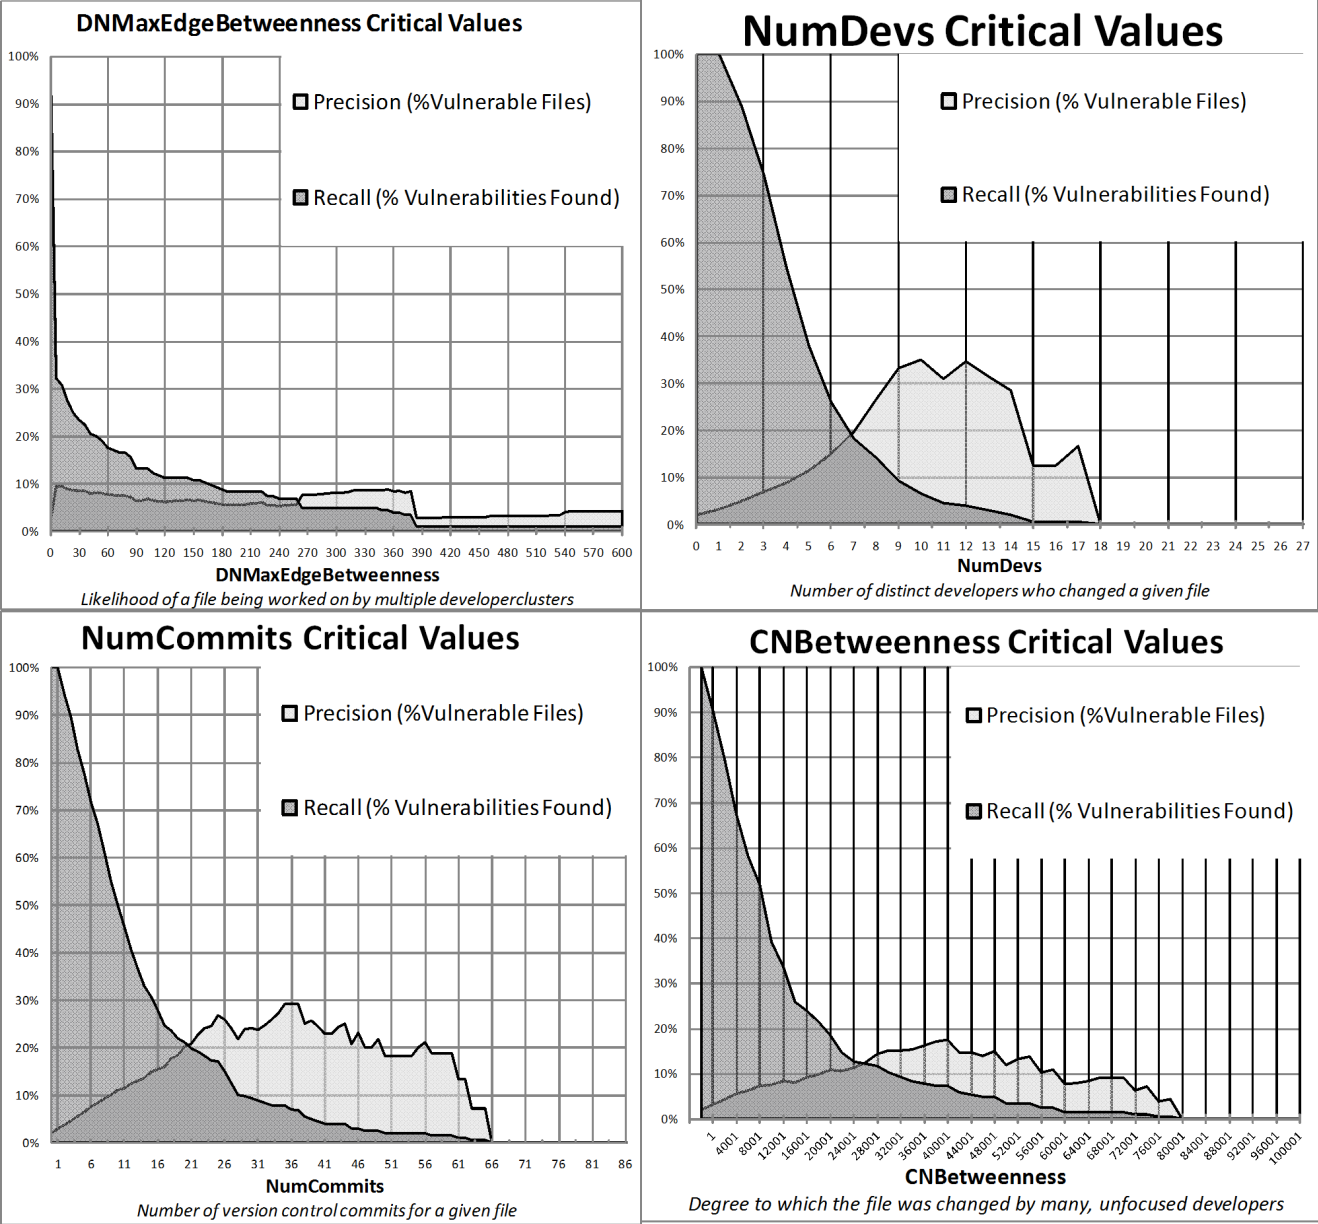 DNMaxEdgeBetweenness Critical Values
100%
90%
80%
70%
60%
50%
40%
30%
20%
10%
0%
Precision (%Vulnerable Files)
Recall (% Vulnerabilities Found)
0 30 60 90 120 150 180 210 240 270 300 330 360 390 420 450 480 510 540 570 600
DNMaxEdgeBetweenness
Likelihood of a file being worked on by multiple developerclusters
NumDevs Critical Values
100%
90%
80%
70%
60%
50%
40%
30%
20%
10%
0%
Precision (% Vulnerable Files)
Recall (% Vulnerabilities Found)
0 1 2 3 4 5 6 7 8 9 10 11 12 13 14 15 16 17 18 19 20 21 22 23 24 25 26 27
NumDevs
Number of distinct developers who changed a given file
NumCommits Critical Values
100%
90%
80%
70%
60%
50%
40%
30%
20%
10%
0%
Precision (%Vulnerable Files)
Recall (% Vulnerabilities Found)
1 6 11 16 21 26 31 36 41 46 51 56 61 66 71 76 81 86
NumCommits
Number of version control commits for a given file
CNBetweenness Critical Values
100%
90%
80%
70%
60%
50%
40%
30%
20%
10%
0%
Precision (%Vulnerable Files)
Recall (% Vulnerabilities Found)
1 4001 8001 12001 16001 20001 24001 28001 32001 36001 40001 44001 48001 52001 56001 60001 64001 68001 72001 76001 80001 84001 88001 92001 96001 100001
CNBetweenness
Degree to which the file was changed by many, unfocused developers